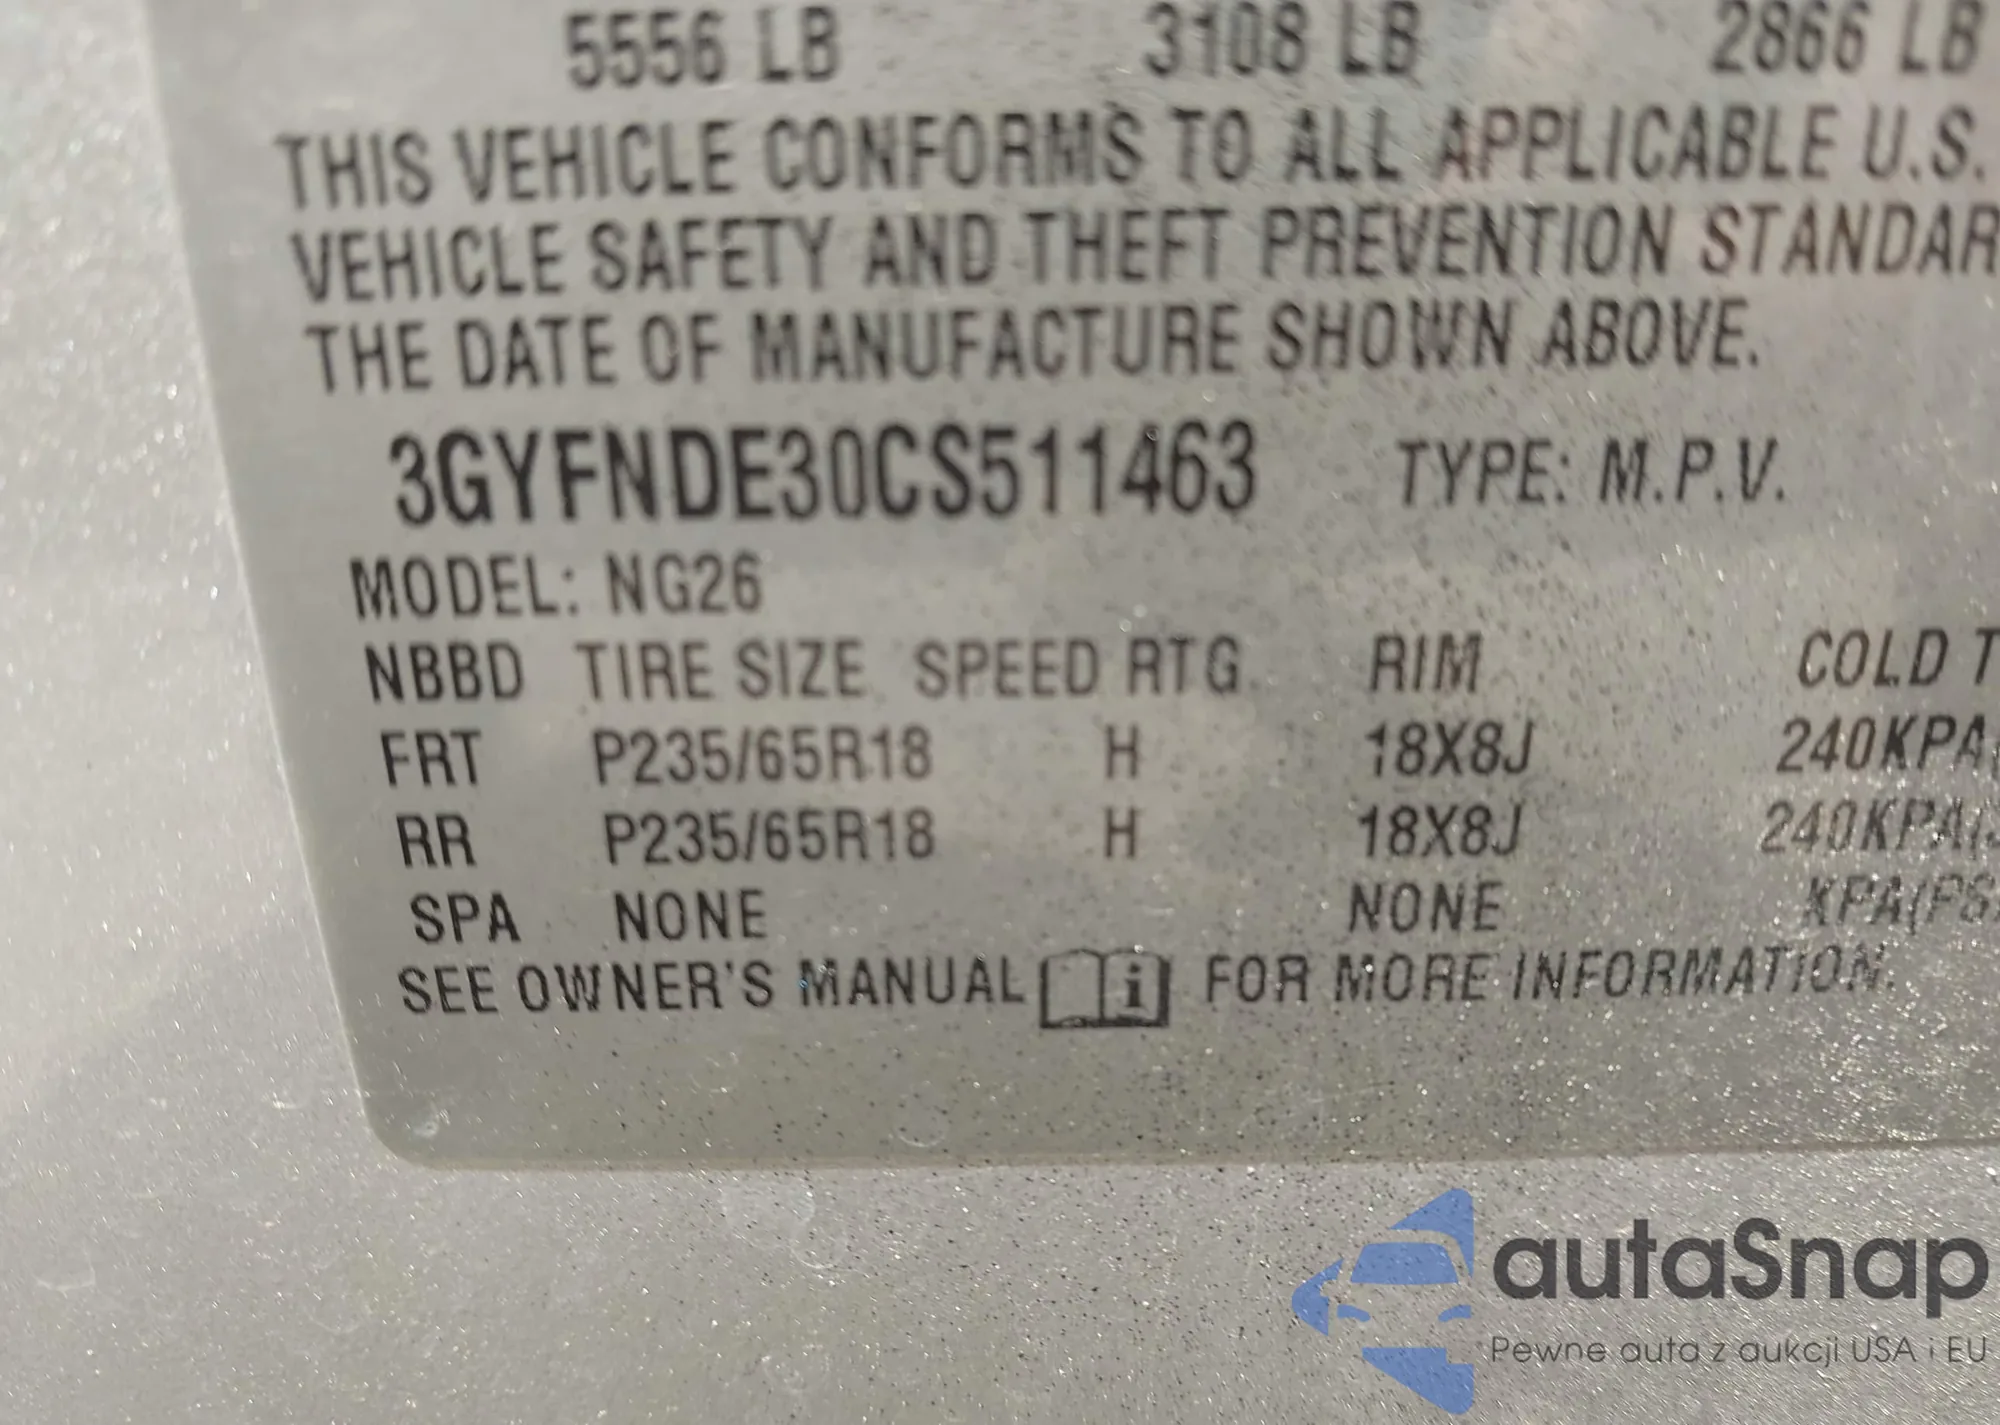 5556 LB 3108 LB 2866 LB
THIS VEHICLE CONFORMS TO ALL APPLICABLE U.S.
VEHICLE SAFETY AND THEFT PREVENTION STANDAR
THE DATE OF MANUFACTURE SHOWN ABOVE.
3GYFNDE30CS511463 TYPE: M.P.V.
MODEL: NG26
NBBD TIRE SIZE SPEED RTG RIM COLD T
FRT P235/65R18 H 18X8J 240KPA(
RR P235/65R18 H 18X8J 240KPA(3
SPA NONE NONE KPA(PSI
SEE OWNER'S MANUAL i FOR MORE INFORMATION.
autaSnap
Pewne auta z aukcji USA i EU